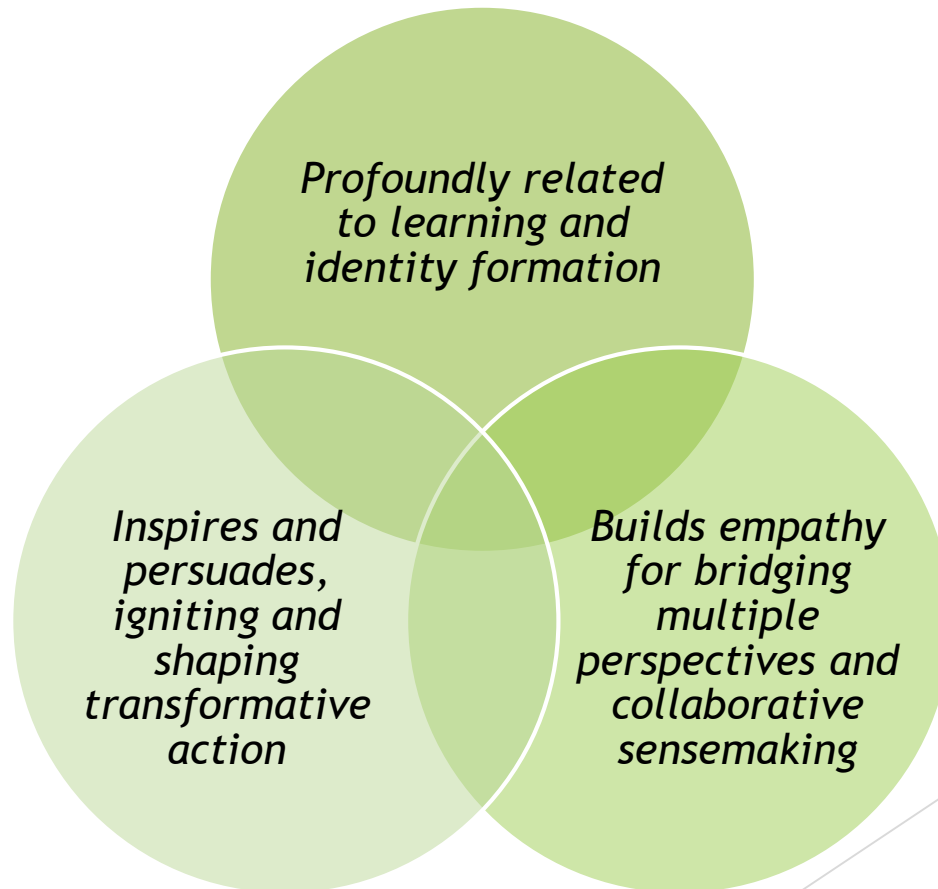 Profoundly related
to learning and
identity formation
Inspires and
persuades,
igniting and
shaping
transformative
action
Builds empathy
for bridging
multiple
perspectives and
collaborative
sensemaking